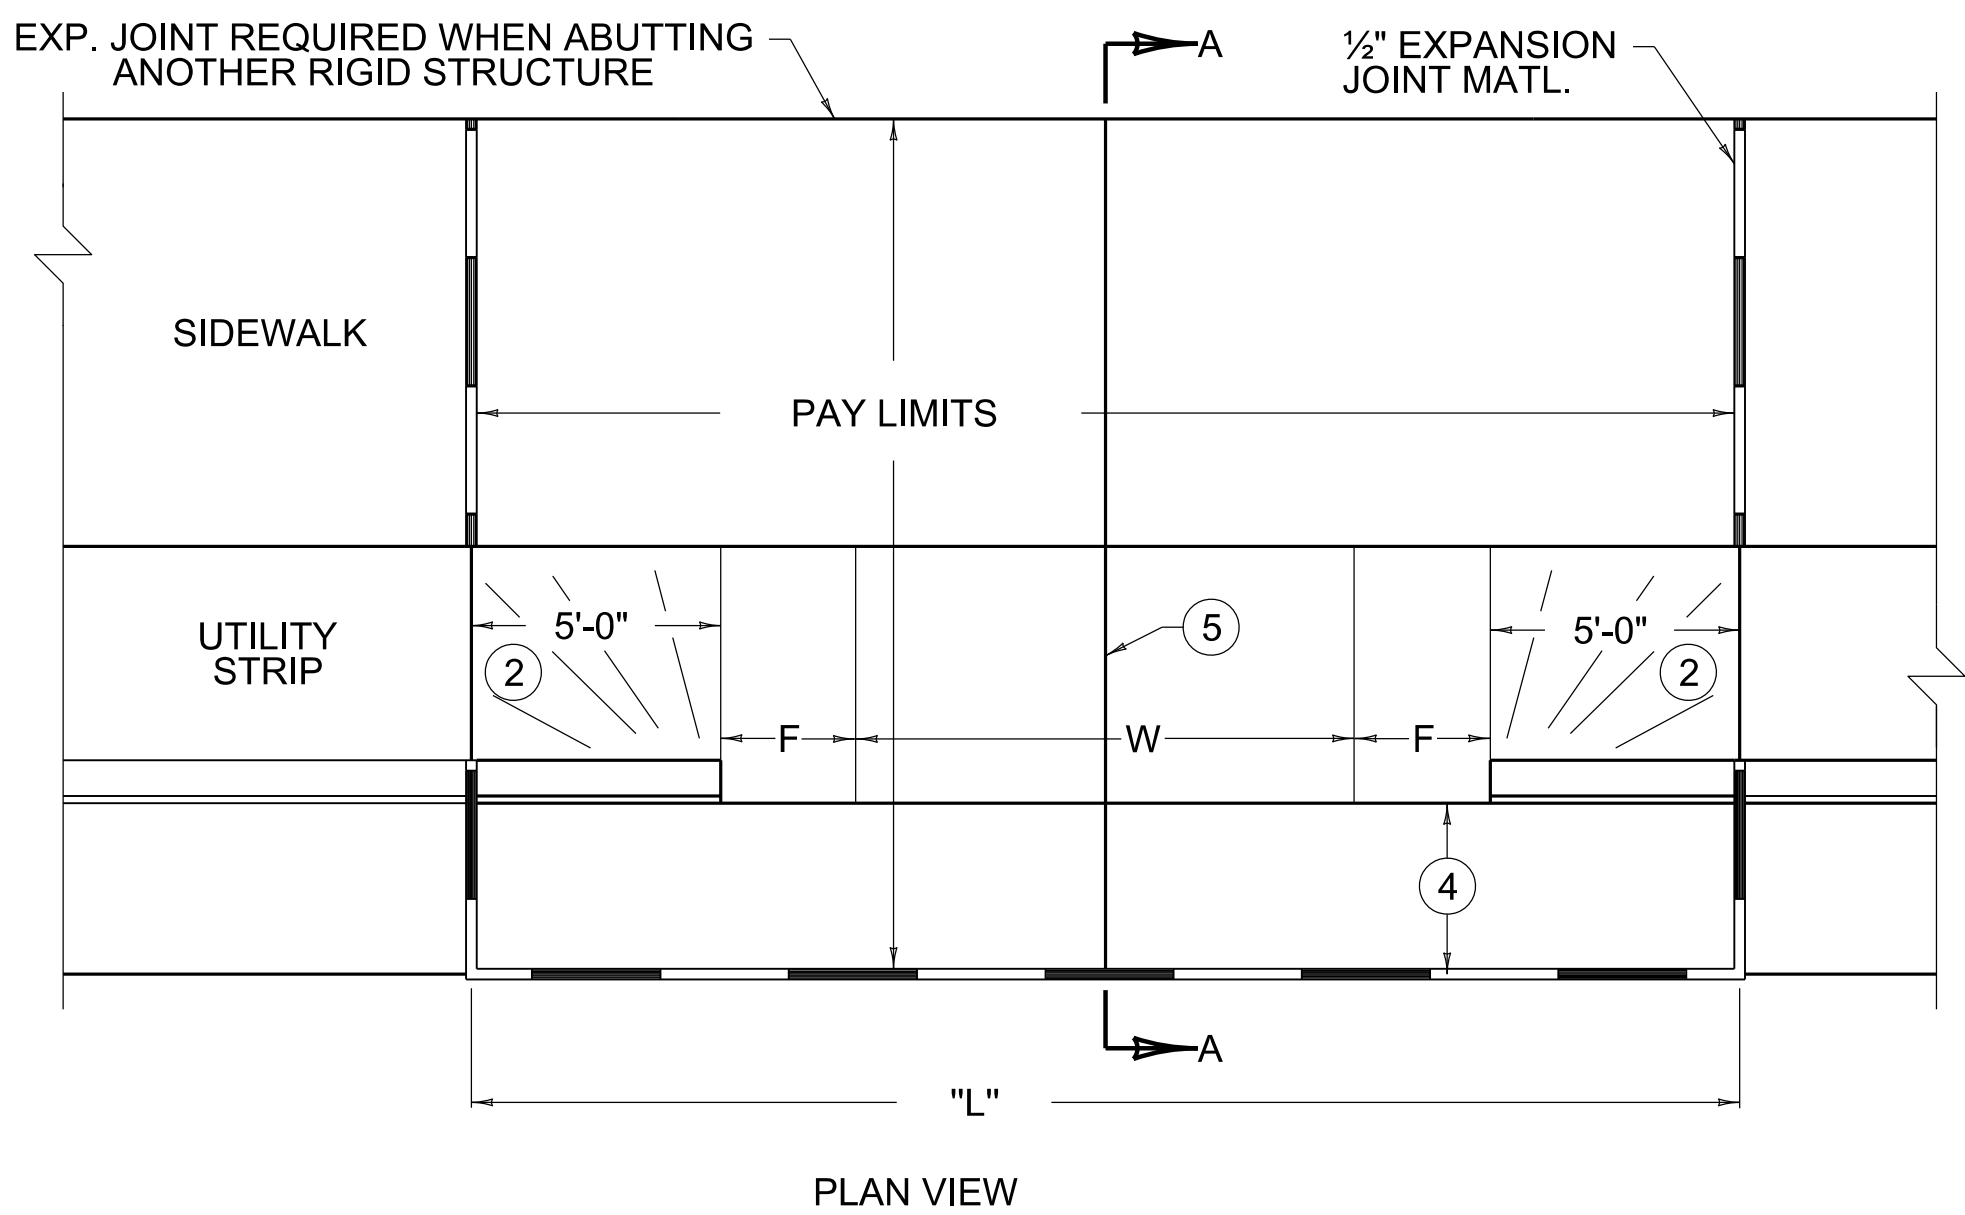 EXP. JOINT REQUIRED WHEN ABUTTING
ANOTHER RIGID STRUCTURE
A
½" EXPANSION
JOINT MATL.
SIDEWALK
PAY LIMITS
UTILITY
STRIP
5'-0"
2
5
5'-0"
2
F
W
F
4
A
"L"
PLAN VIEW